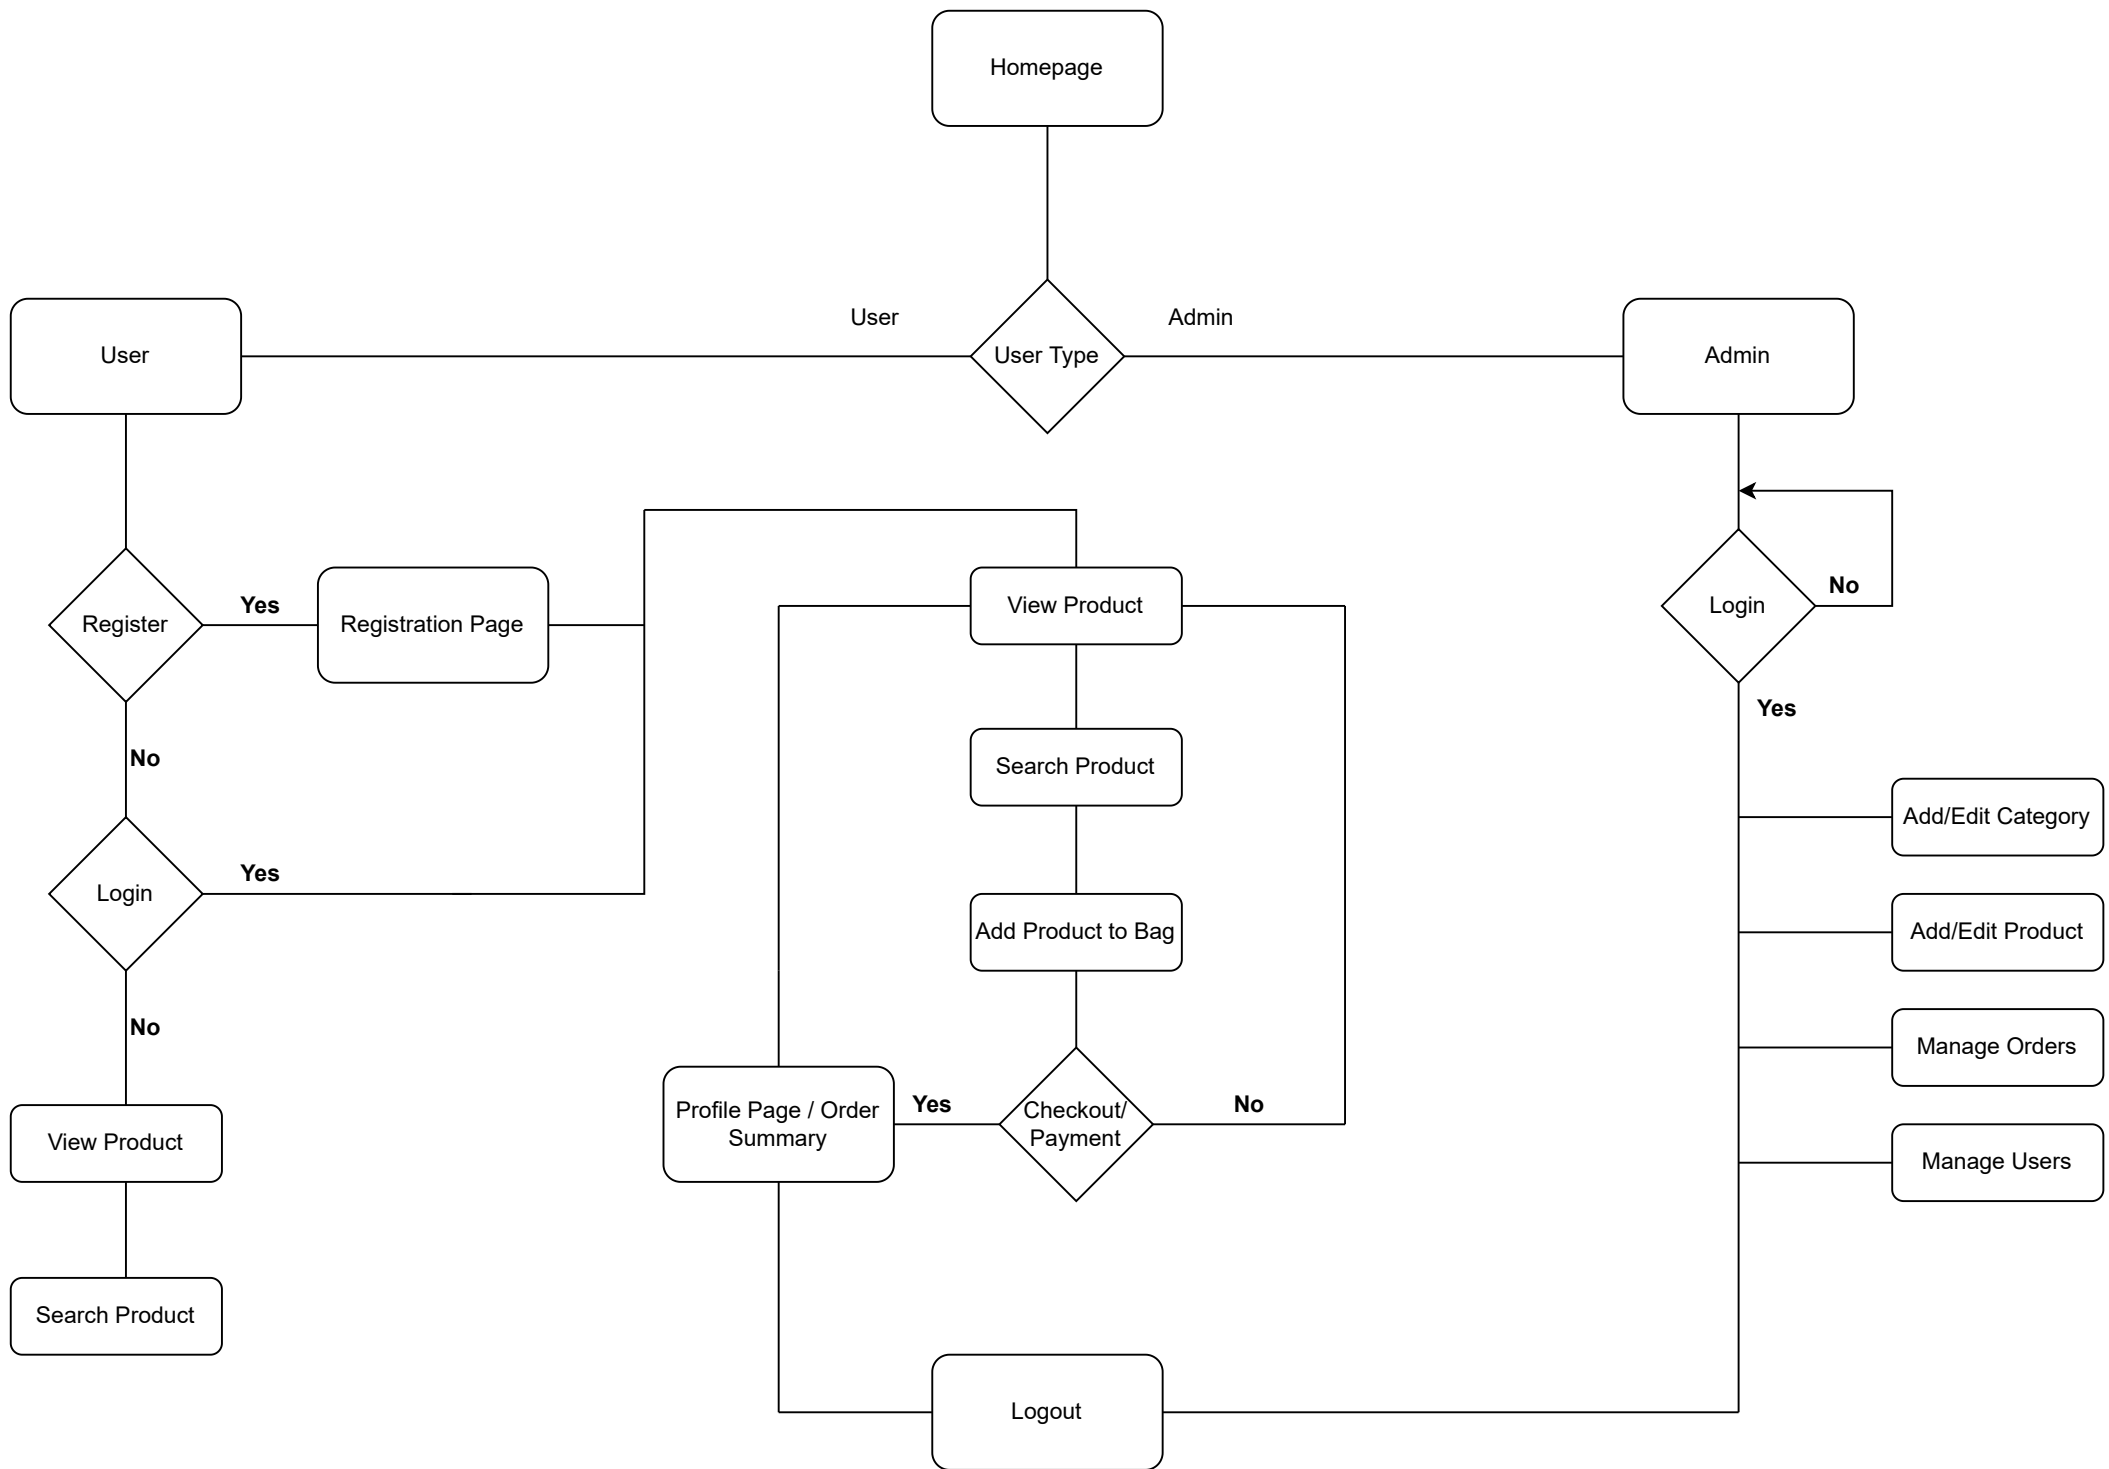 Homepage
User
Admin
User
User Type
Admin
Register
Yes
Registration Page
View Product
Login
No
Yes
No
Search Product
Add/Edit Category
Login
Yes
Add Product to Bag
Add/Edit Product
No
Manage Orders
View Product
Profile Page / Order
Summary
Yes
Checkout/
Payment
No
Manage Users
Search Product
Logout